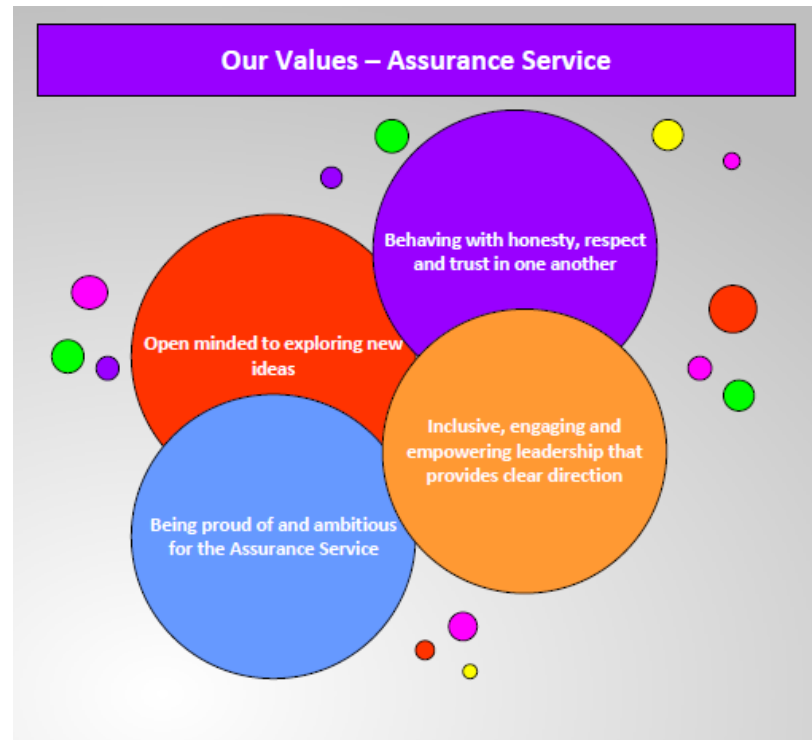 Our Values – Assurance Service
Behaving with honesty, respect
and trust in one another
Open minded to exploring new
ideas
Inclusive, engaging and
empowering leadership that
provides clear direction
Being proud of and ambitious
for the Assurance Service